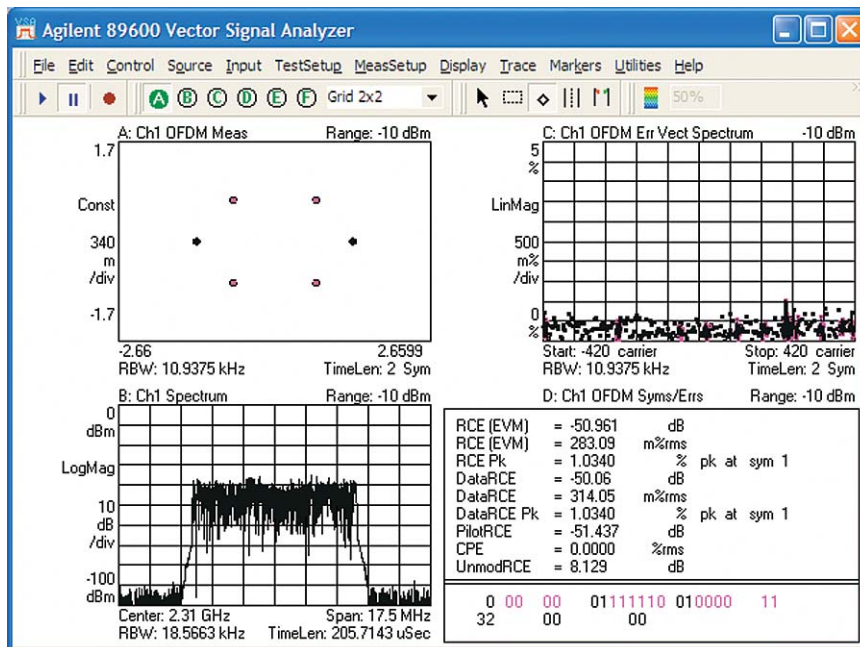 VSA
Agilent 89600 Vector Signal Analyzer
File Edit Control Source Input TestSetup MeasSetup Display Trace Markers Utilities Help
A B C D E F Grid 2x2 50%
A: Ch1 OFDM Meas Range: -10 dBm
1.7
Const
340
m
/div
-1.7
-2.66 2.6599
RBW: 10.9375 kHz TimeLen: 2 Sym
C: Ch1 OFDM Err Vect Spectrum -10 dBm
5
%
LinMag
500
m%
/div
0
%
Start: -420 carrier Stop: 420 carrier
RBW: 10.9375 kHz TimeLen: 2 Sym
B: Ch1 Spectrum Range: -10 dBm
0
dBm
LogMag
10
dB
/div
-100
dBm
Center: 2.31 GHz Span: 17.5 MHz
RBW: 18.5663 kHz TimeLen: 205.7143 uSec
D: Ch1 OFDM Syms/Errs Range: -10 dBm
RCE (EVM) = -50.961 dB
RCE (EVM) = 283.09 m%rms
RCE Pk = 1.0340 % pk at sym 1
DataRCE = -50.06 dB
DataRCE = 314.05 m%rms
DataRCE Pk = 1.0340 % pk at sym 1
PilotRCE = -51.437 dB
CPE = 0.0000 %rms
UnmodRCE = 8.129 dB
0 00 00 01111110 010000 11
32 00 00